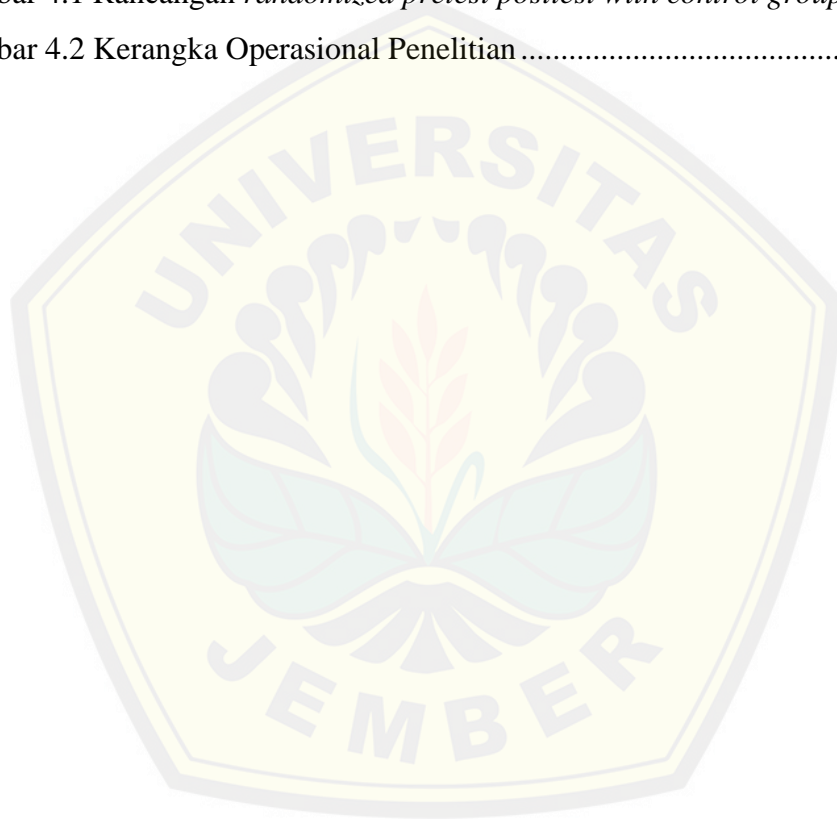 bar 4.1 Rancangan randomized pretest posttest with control group
bar 4.2 Kerangka Operasional Penelitian ....................................
UNIVERSITAS
JEMBER